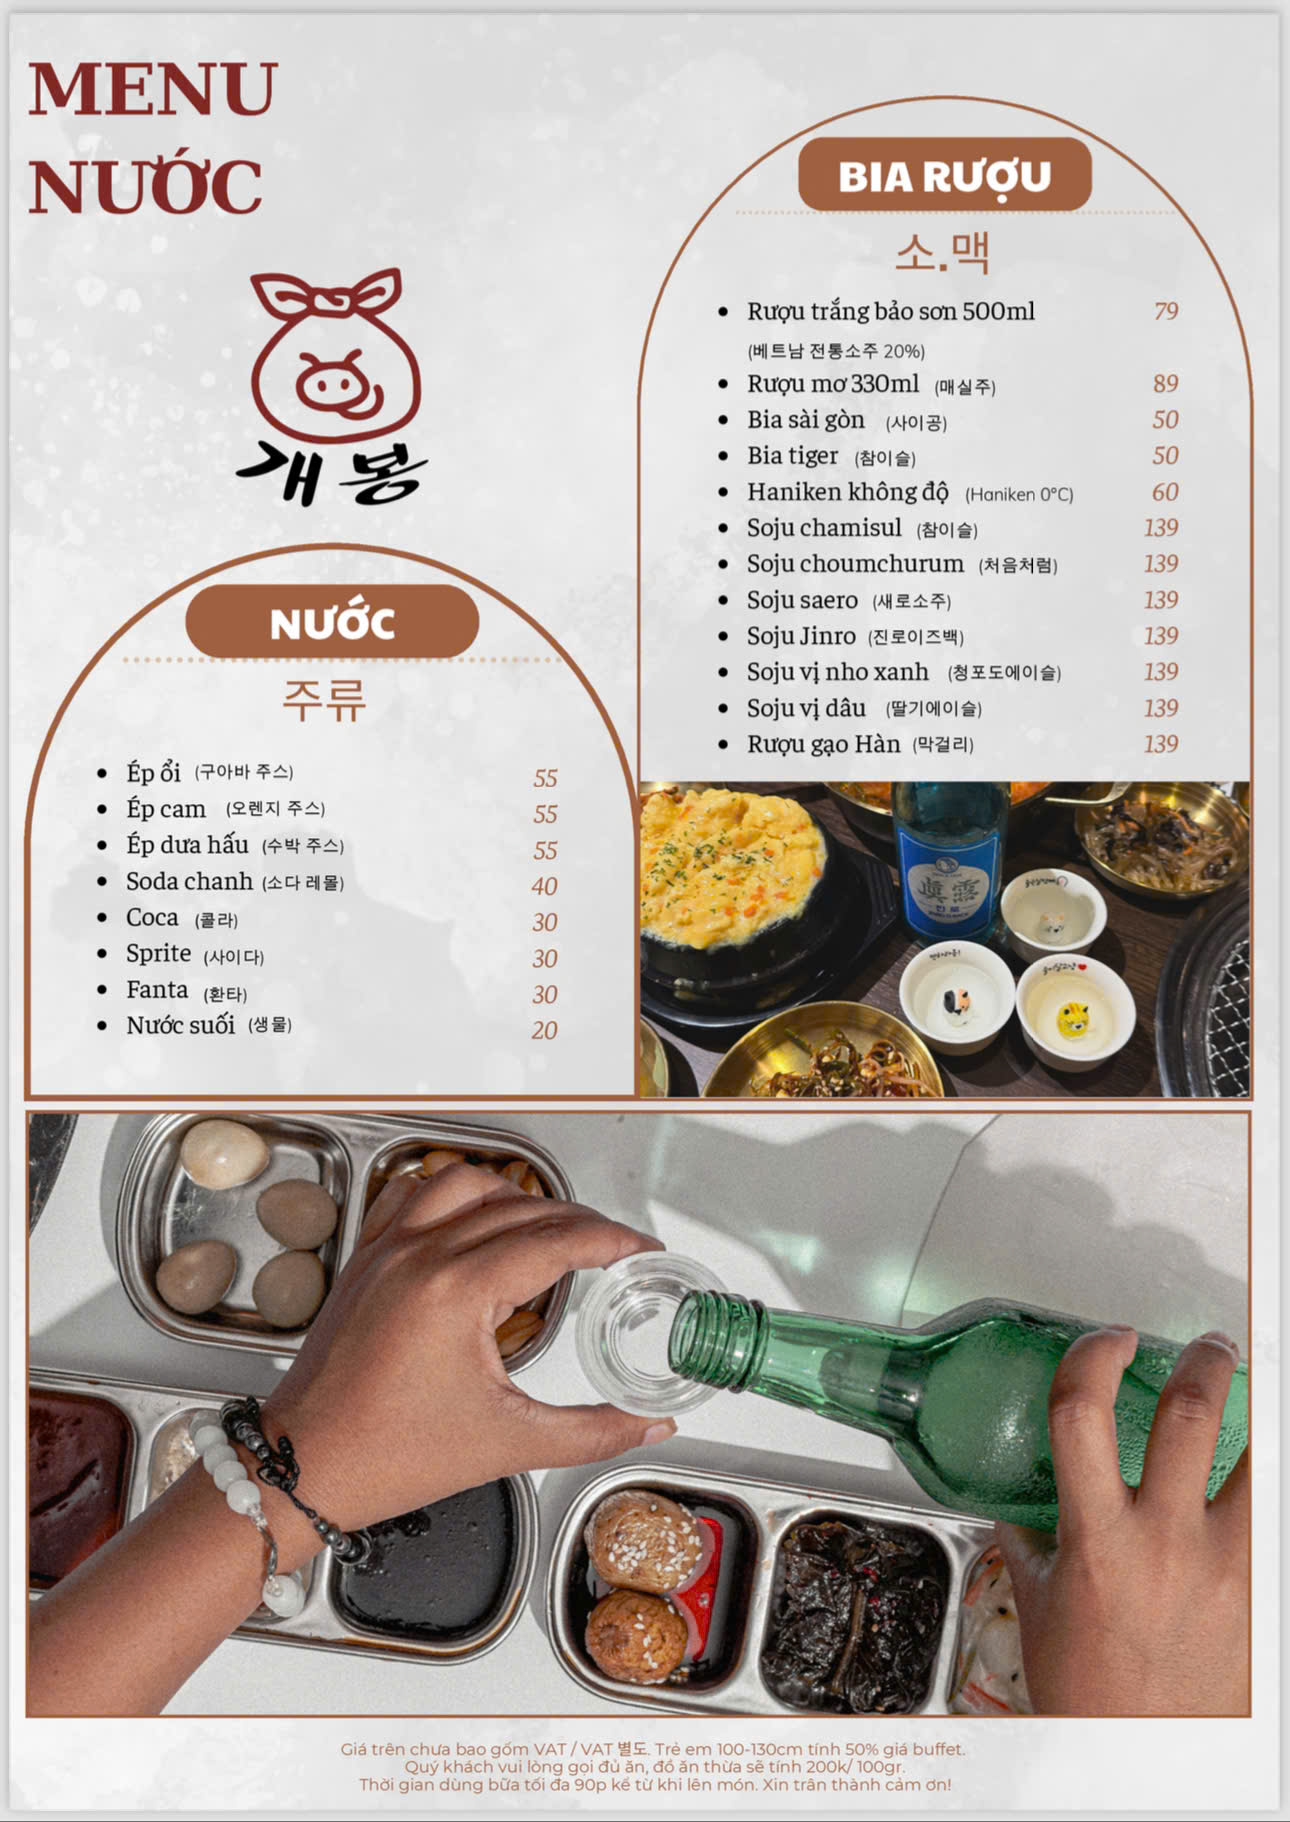 MENU
NƯỚC
개봉
NƯỚC
주류
Ép ổi (구아바 주스) 55
Ép cam (오렌지 주스) 55
Ép dưa hấu (수박 주스) 55
Soda chanh (소다 레몰) 40
Coca (콜라) 30
Sprite (사이다) 30
Fanta (환타) 30
Nước suối (생물) 20
BIA RƯỢU
소.맥
Rượu trắng bảo sơn 500ml 79
(베트남 전통소주 20%)
Rượu mơ 330ml (매실주) 89
Bia sài gòn (사이공) 50
Bia tiger (참이슬) 50
Haniken không độ (Haniken 0°C) 60
Soju chamisul (참이슬) 139
Soju choumchurum (처음처럼) 139
Soju saero (새로소주) 139
Soju Jinro (진로이즈백) 139
Soju vị nho xanh (청포도에이슬) 139
Soju vị dâu (딸기에이슬) 139
Rượu gạo Hàn (막걸리) 139
眞露
진로
Giá trên chưa bao gồm VAT / VAT 별도. Trẻ em 100-130cm tính 50% giá buffet.
Quý khách vui lòng gọi đủ ăn, đồ ăn thừa sẽ tính 200k/ 100gr.
Thời gian dùng bữa tối đa 90p kể từ khi lên món. Xin trân thành cảm ơn!